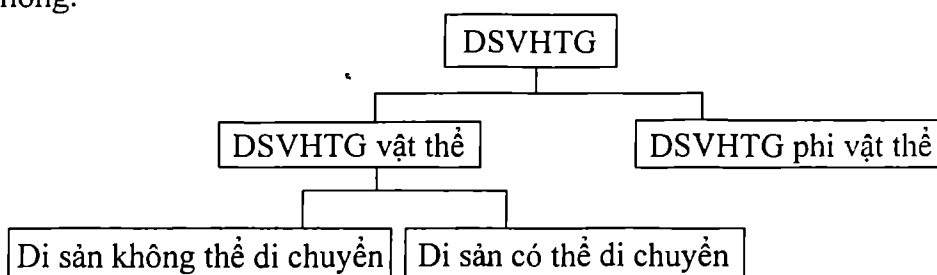 DSVHTG
DSVHTG vật thể
DSVHTG phi vật thể
Di sản không thể di chuyển
Di sản có thể di chuyển